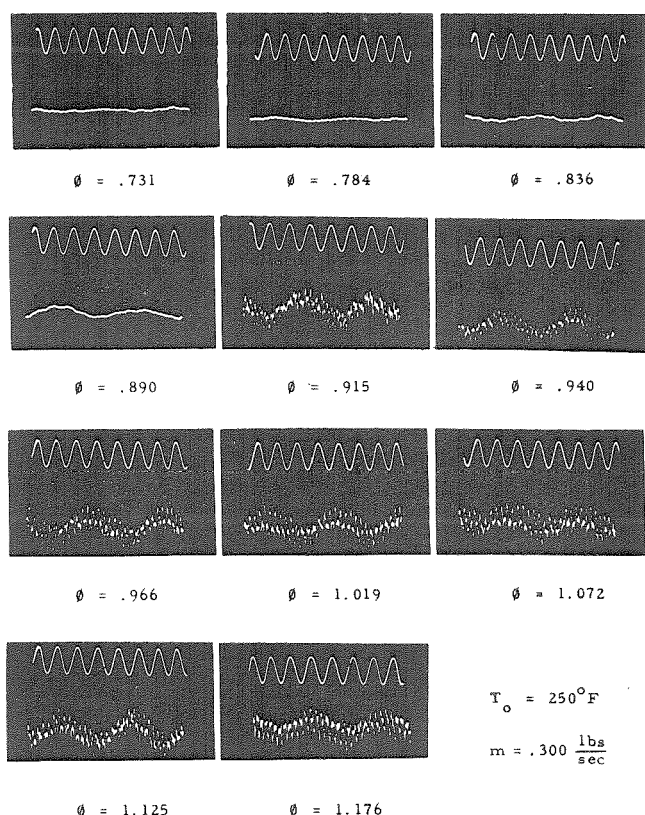 ø = .731 ø = .784 ø = .836
ø = .890 ø = .915 ø = .940
ø = .966 ø = 1.019 ø = 1.072
T₀ = 250°F
m = .300 lbs/sec
ø = 1.125 ø = 1.176